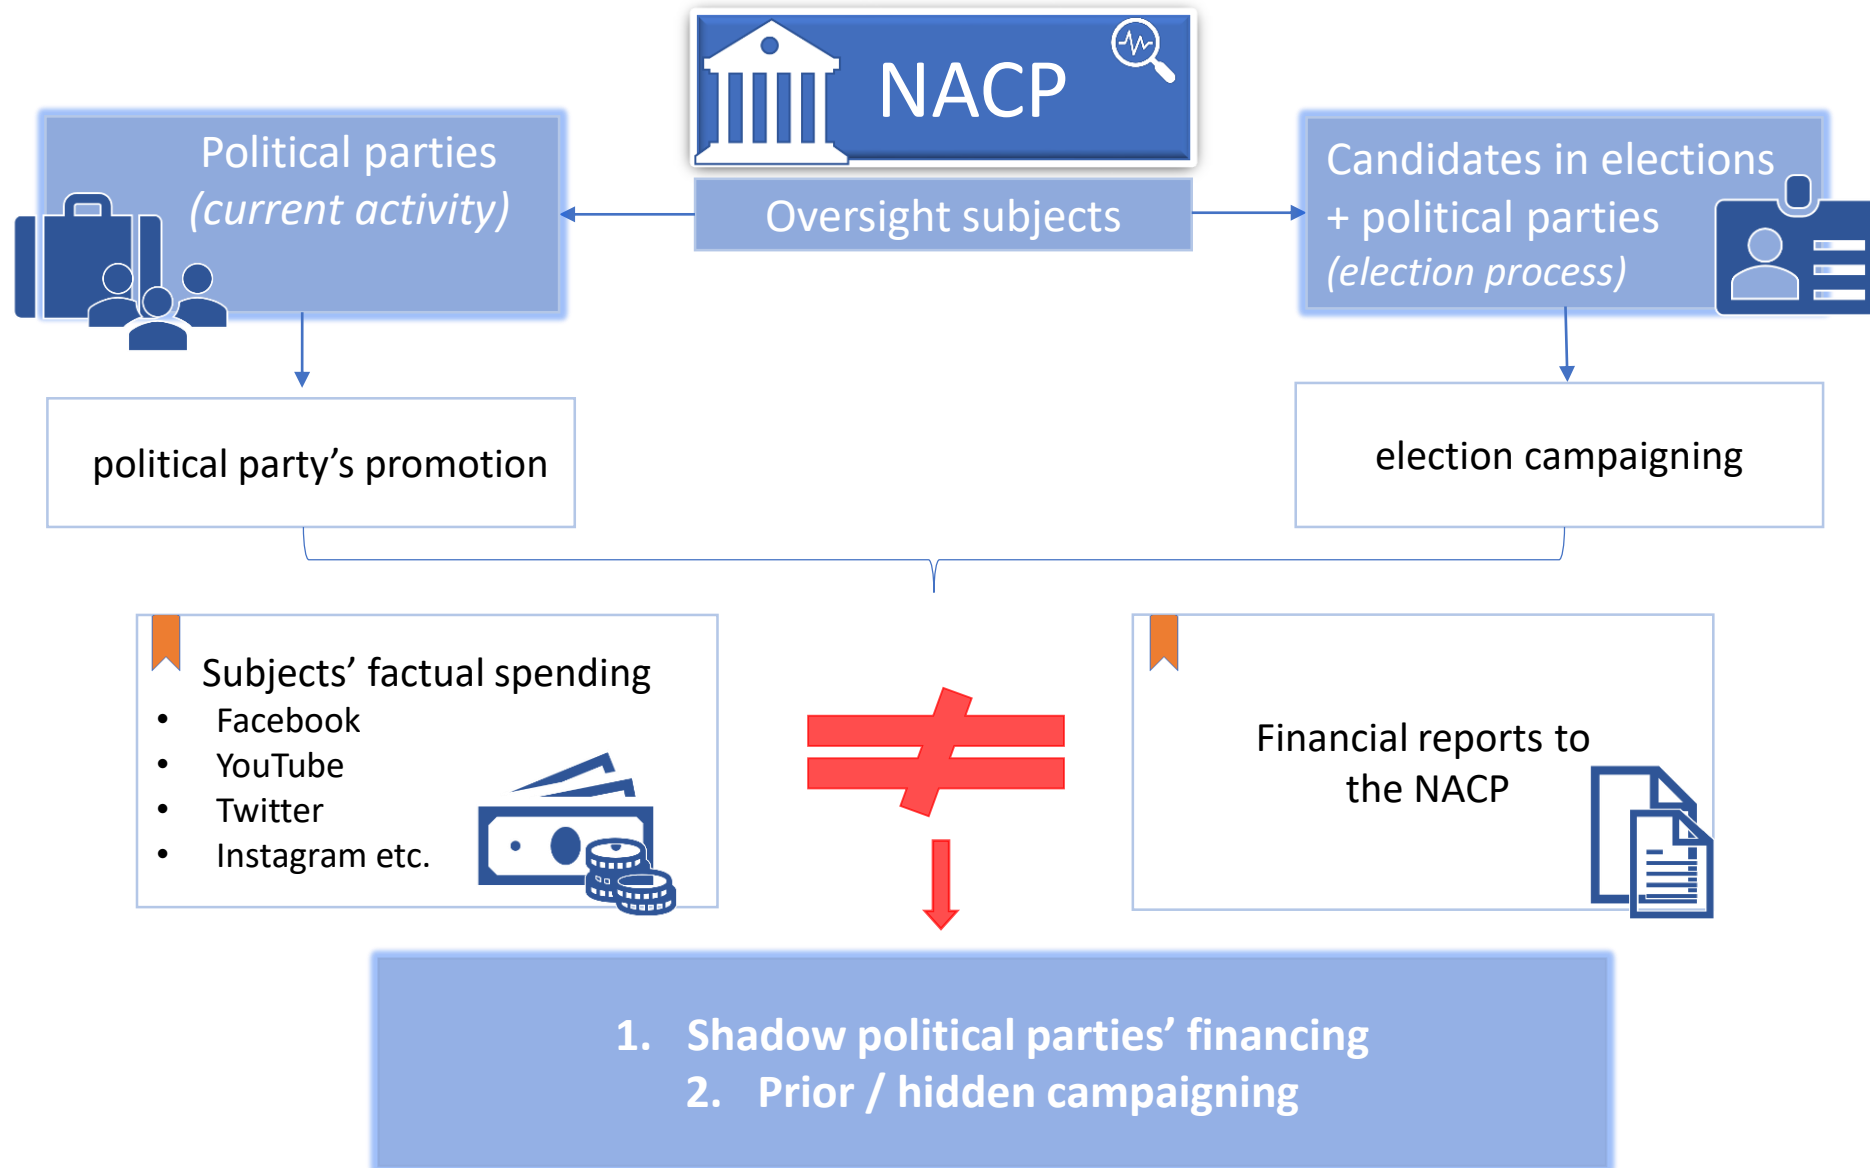 NACP
Political parties
(current activity)
Oversight subjects
Candidates in elections
+ political parties
(election process)
political party’s promotion
election campaigning
Subjects’ factual spending
• Facebook
• YouTube
• Twitter
• Instagram etc.
Financial reports to
the NACP
1. Shadow political parties’ financing
2. Prior / hidden campaigning